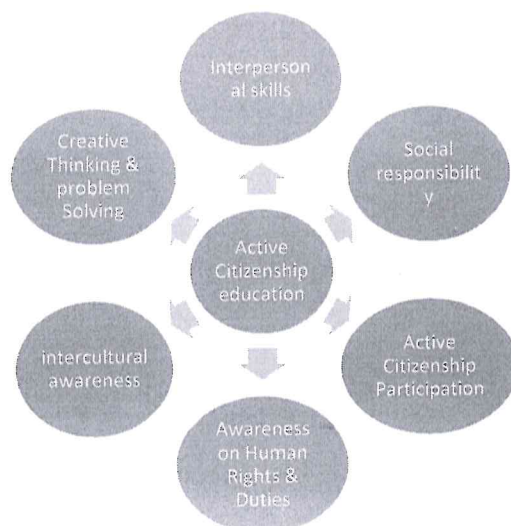 Interperson
al skills
Social
responsibilit
y
Active
Citizenship
Participation
Awareness
on Human
Rights &
Duties
intercultural
awareness
Creative
Thinking &
problem
Solving
Active
Citizenship
education